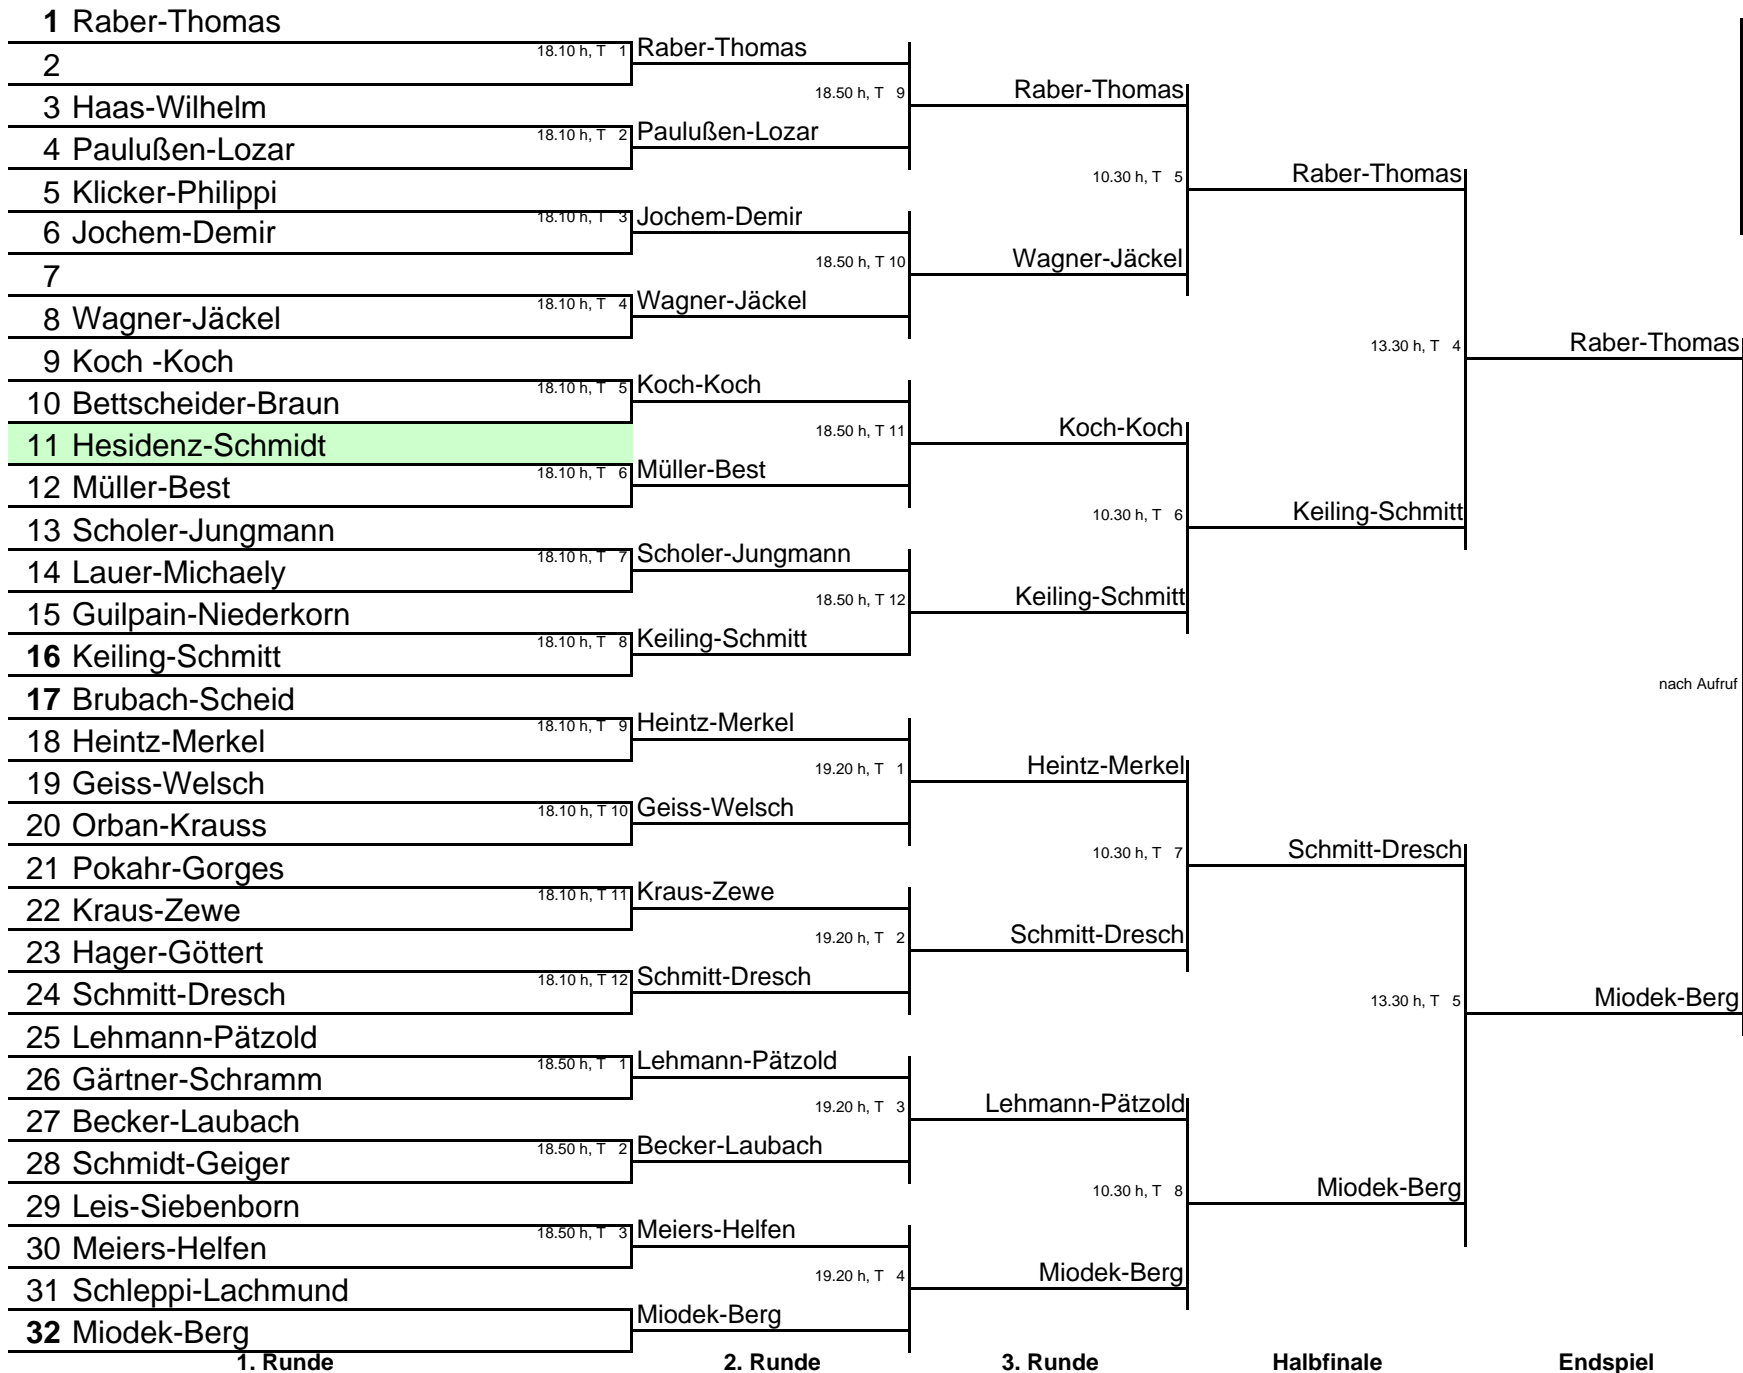 1 Raber-Thomas
2
3 Haas-Wilhelm
4 Paulußen-Lozar
5 Klicker-Philippi
6 Jochem-Demir
7
8 Wagner-Jäckel
9 Koch -Koch
10 Bettscheider-Braun
11 Hesidenz-Schmidt
12 Müller-Best
13 Scholer-Jungmann
14 Lauer-Michaely
15 Guilpain-Niederkorn
16 Keiling-Schmitt
17 Brubach-Scheid
18 Heintz-Merkel
19 Geiss-Welsch
20 Orban-Krauss
21 Pokahr-Gorges
22 Kraus-Zewe
23 Hager-Göttert
24 Schmitt-Dresch
25 Lehmann-Pätzold
26 Gärtner-Schramm
27 Becker-Laubach
28 Schmidt-Geiger
29 Leis-Siebenborn
30 Meiers-Helfen
31 Schleppi-Lachmund
32 Miodek-Berg
1. Runde
18.10 h, T 1 Raber-Thomas
18.10 h, T 2 Paulußen-Lozar
18.10 h, T 3 Jochem-Demir
18.10 h, T 4 Wagner-Jäckel
18.10 h, T 5 Koch-Koch
18.10 h, T 6 Müller-Best
18.10 h, T 7 Scholer-Jungmann
18.10 h, T 8 Keiling-Schmitt
18.10 h, T 9 Heintz-Merkel
18.10 h, T 10 Geiss-Welsch
18.10 h, T 11 Kraus-Zewe
18.10 h, T 12 Schmitt-Dresch
18.50 h, T 1 Lehmann-Pätzold
18.50 h, T 2 Becker-Laubach
18.50 h, T 3 Meiers-Helfen
Miodek-Berg
2. Runde
18.50 h, T 9 Raber-Thomas
18.50 h, T 10 Wagner-Jäckel
18.50 h, T 11 Koch-Koch
18.50 h, T 12 Keiling-Schmitt
19.20 h, T 1 Heintz-Merkel
19.20 h, T 2 Schmitt-Dresch
19.20 h, T 3 Lehmann-Pätzold
19.20 h, T 4 Miodek-Berg
3. Runde
10.30 h, T 5 Raber-Thomas
10.30 h, T 6 Keiling-Schmitt
10.30 h, T 7 Schmitt-Dresch
10.30 h, T 8 Miodek-Berg
Halbfinale
13.30 h, T 4 Raber-Thomas
13.30 h, T 5 Miodek-Berg
nach Aufruf
Endspiel